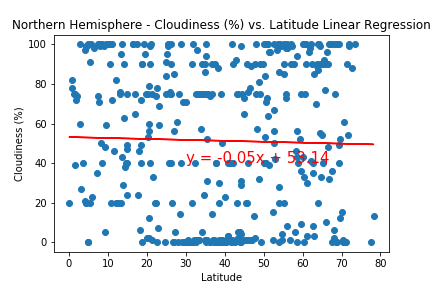 Northern Hemisphere - Cloudiness (%) vs. Latitude Linear Regression
100
80
60
40
20
0
Cloudiness (%)
y = -0.05x + 53.14
0 10 20 30 40 50 60 70 80
Latitude